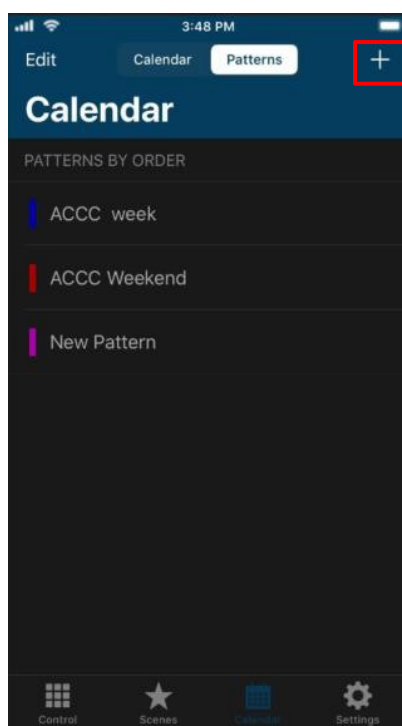 3:48 PM
Edit Calendar Patterns +
Calendar
PATTERNS BY ORDER
ACCC week
ACCC Weekend
New Pattern
Control Scenes Calendar Settings